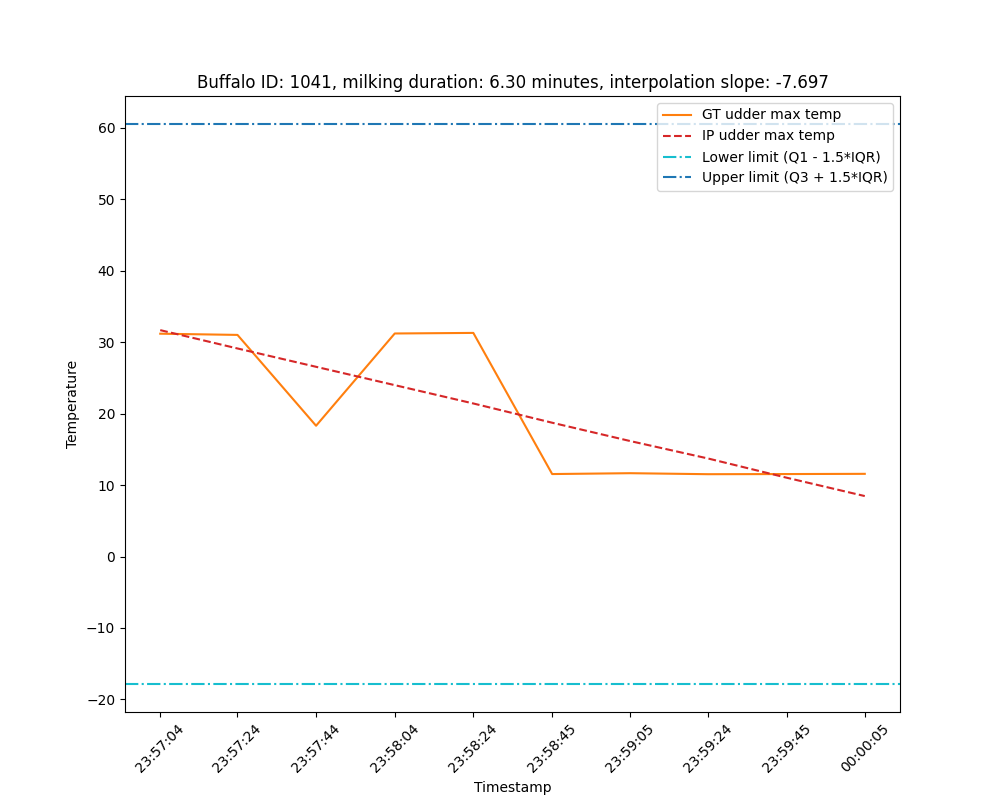 Buffalo ID: 1041, milking duration: 6.30 minutes, interpolation slope: -7.697
GT udder max temp
IP udder max temp
Lower limit (Q1 - 1.5*IQR)
Upper limit (Q3 + 1.5*IQR)
Temperature
60
50
40
30
20
10
0
−10
−20
23:57:04
23:57:24
23:57:44
23:58:04
23:58:24
23:58:45
23:59:05
23:59:24
23:59:45
00:00:05
Timestamp